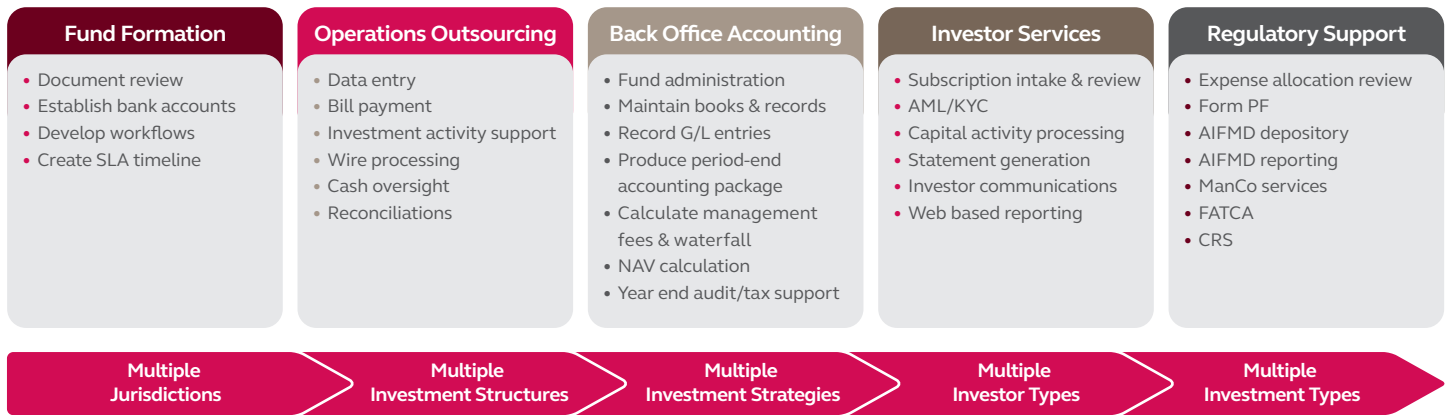 Fund Formation
• Document review
• Establish bank accounts
• Develop workflows
• Create SLA timeline
Operations Outsourcing
• Data entry
• Bill payment
• Investment activity support
• Wire processing
• Cash oversight
• Reconciliations
Back Office Accounting
• Fund administration
• Maintain books & records
• Record G/L entries
• Produce period-end
accounting package
• Calculate management
fees & waterfall
• NAV calculation
• Year end audit/tax support
Investor Services
• Subscription intake & review
• AML/KYC
• Capital activity processing
• Statement generation
• Investor communications
• Web based reporting
Regulatory Support
• Expense allocation review
• Form PF
• AIFMD depository
• AIFMD reporting
• ManCo services
• FATCA
• CRS
Multiple
Jurisdictions
Multiple
Investment Structures
Multiple
Investment Strategies
Multiple
Investor Types
Multiple
Investment Types